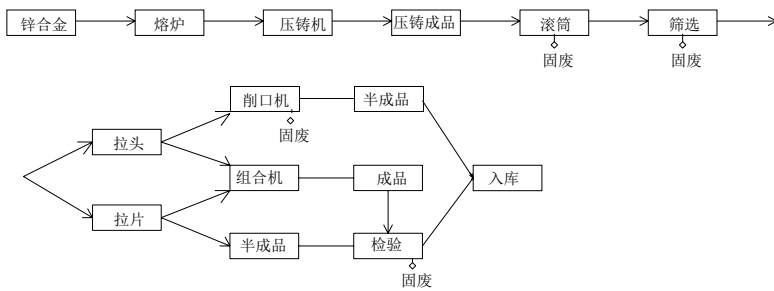 锌合金 熔炉 压铸机 压铸成品 滚筒 筛选
固废 固废
削口机 半成品
固废
拉头
组合机 成品 入库
拉片
半成品 检验
固废